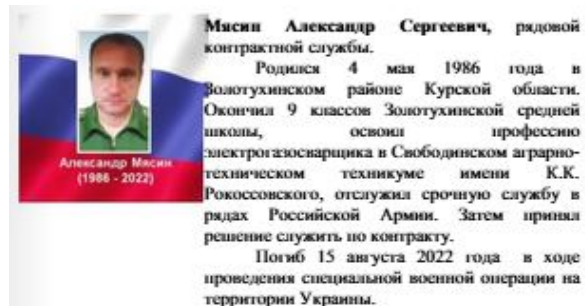 Мясин Александр Сергеевич, рядовой
контрактной службы.
Родился 4 мая 1986 года в
Золотухинском районе Курской области.
Окончил 9 классов Золотухинской средней
школы, освоил профессию
электрогазосварщика в Свободинском аграрно-
техническом техникуме имени К.К.
Рокоссовского, отслужил срочную службу в
рядах Российской Армии. Затем принял
решение служить по контракту.
Погиб 15 августа 2022 года в ходе
проведения специальной военной операции на
территории Украины.
Александр Мясин
(1986 - 2022)